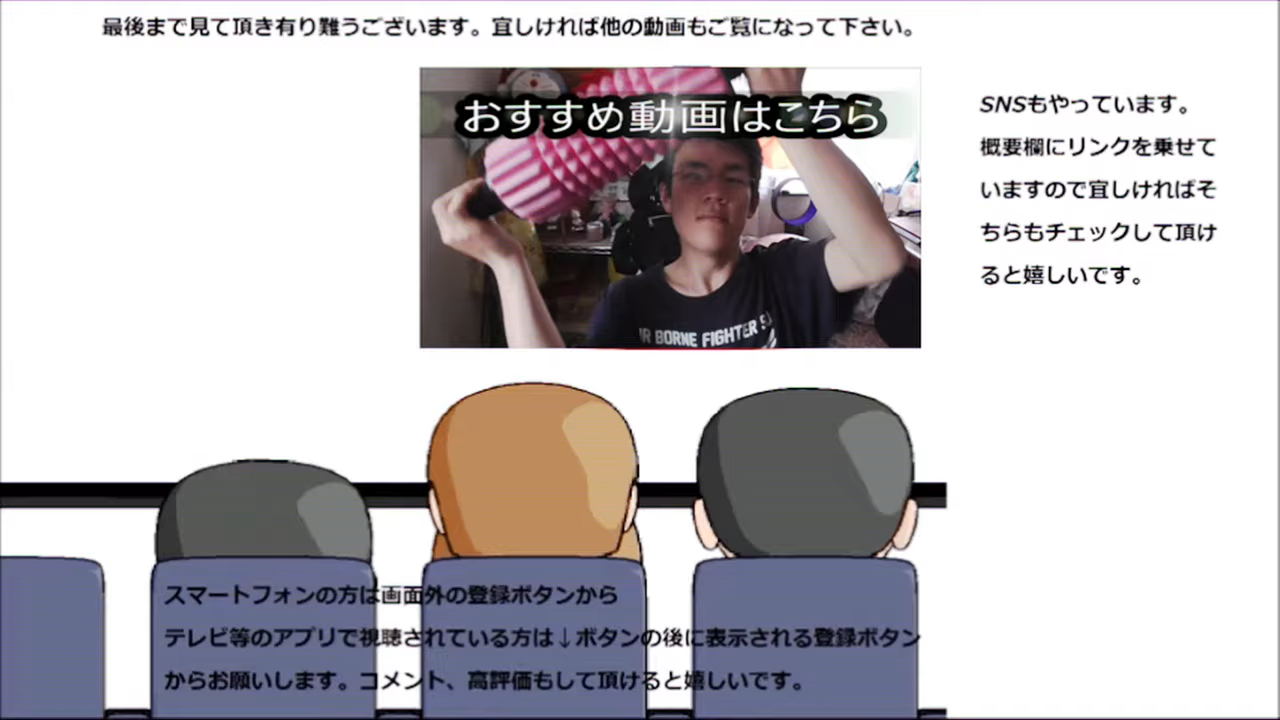 最後まで見て頂き有り難うございます。宜しければ他の動画もご覧になって下さい。
おすすめ動画はこちら
BORNE FIGHTER
SNSもやっています。
概要欄にリンクを乗せて
いますので宜しければそ
ちらもチェックして頂け
ると嬉しいです。
スマートフォンの方は画面外の登録ボタンから
テレビ等のアプリで視聴されている方は↓ボタンの後に表示される登録ボタン
からお願いします。コメント、高評価もして頂けると嬉しいです。